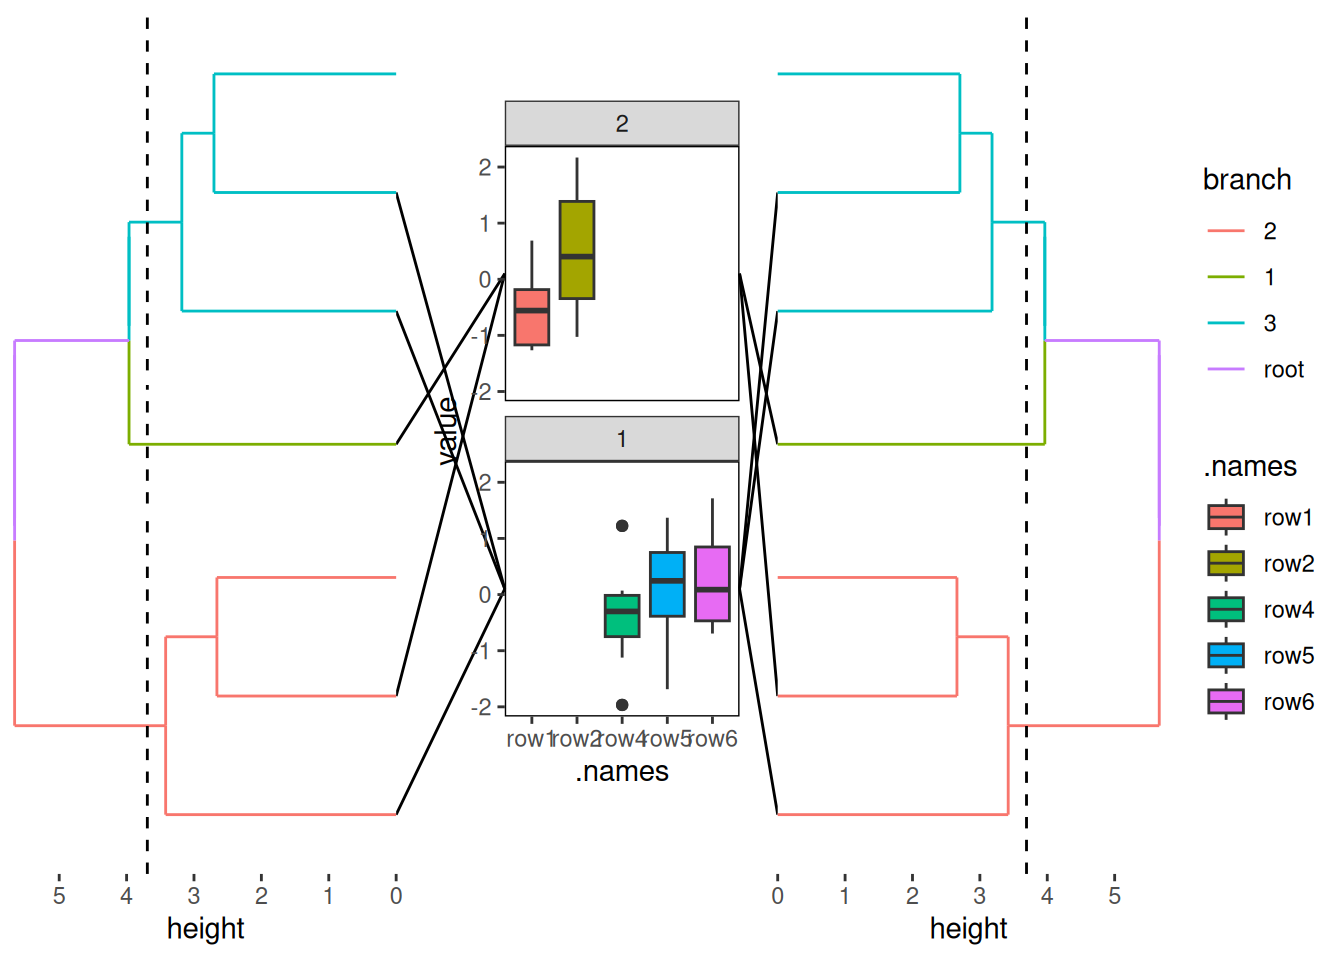 2
2
1
0
-1
-2
value
1
2
1
0
-1
-2
row1 row2 row4 row5 row6
.names
5 4 3 2 1 0
height
0 1 2 3 4 5
height
branch
2
1
3
root
.names
row1
row2
row4
row5
row6